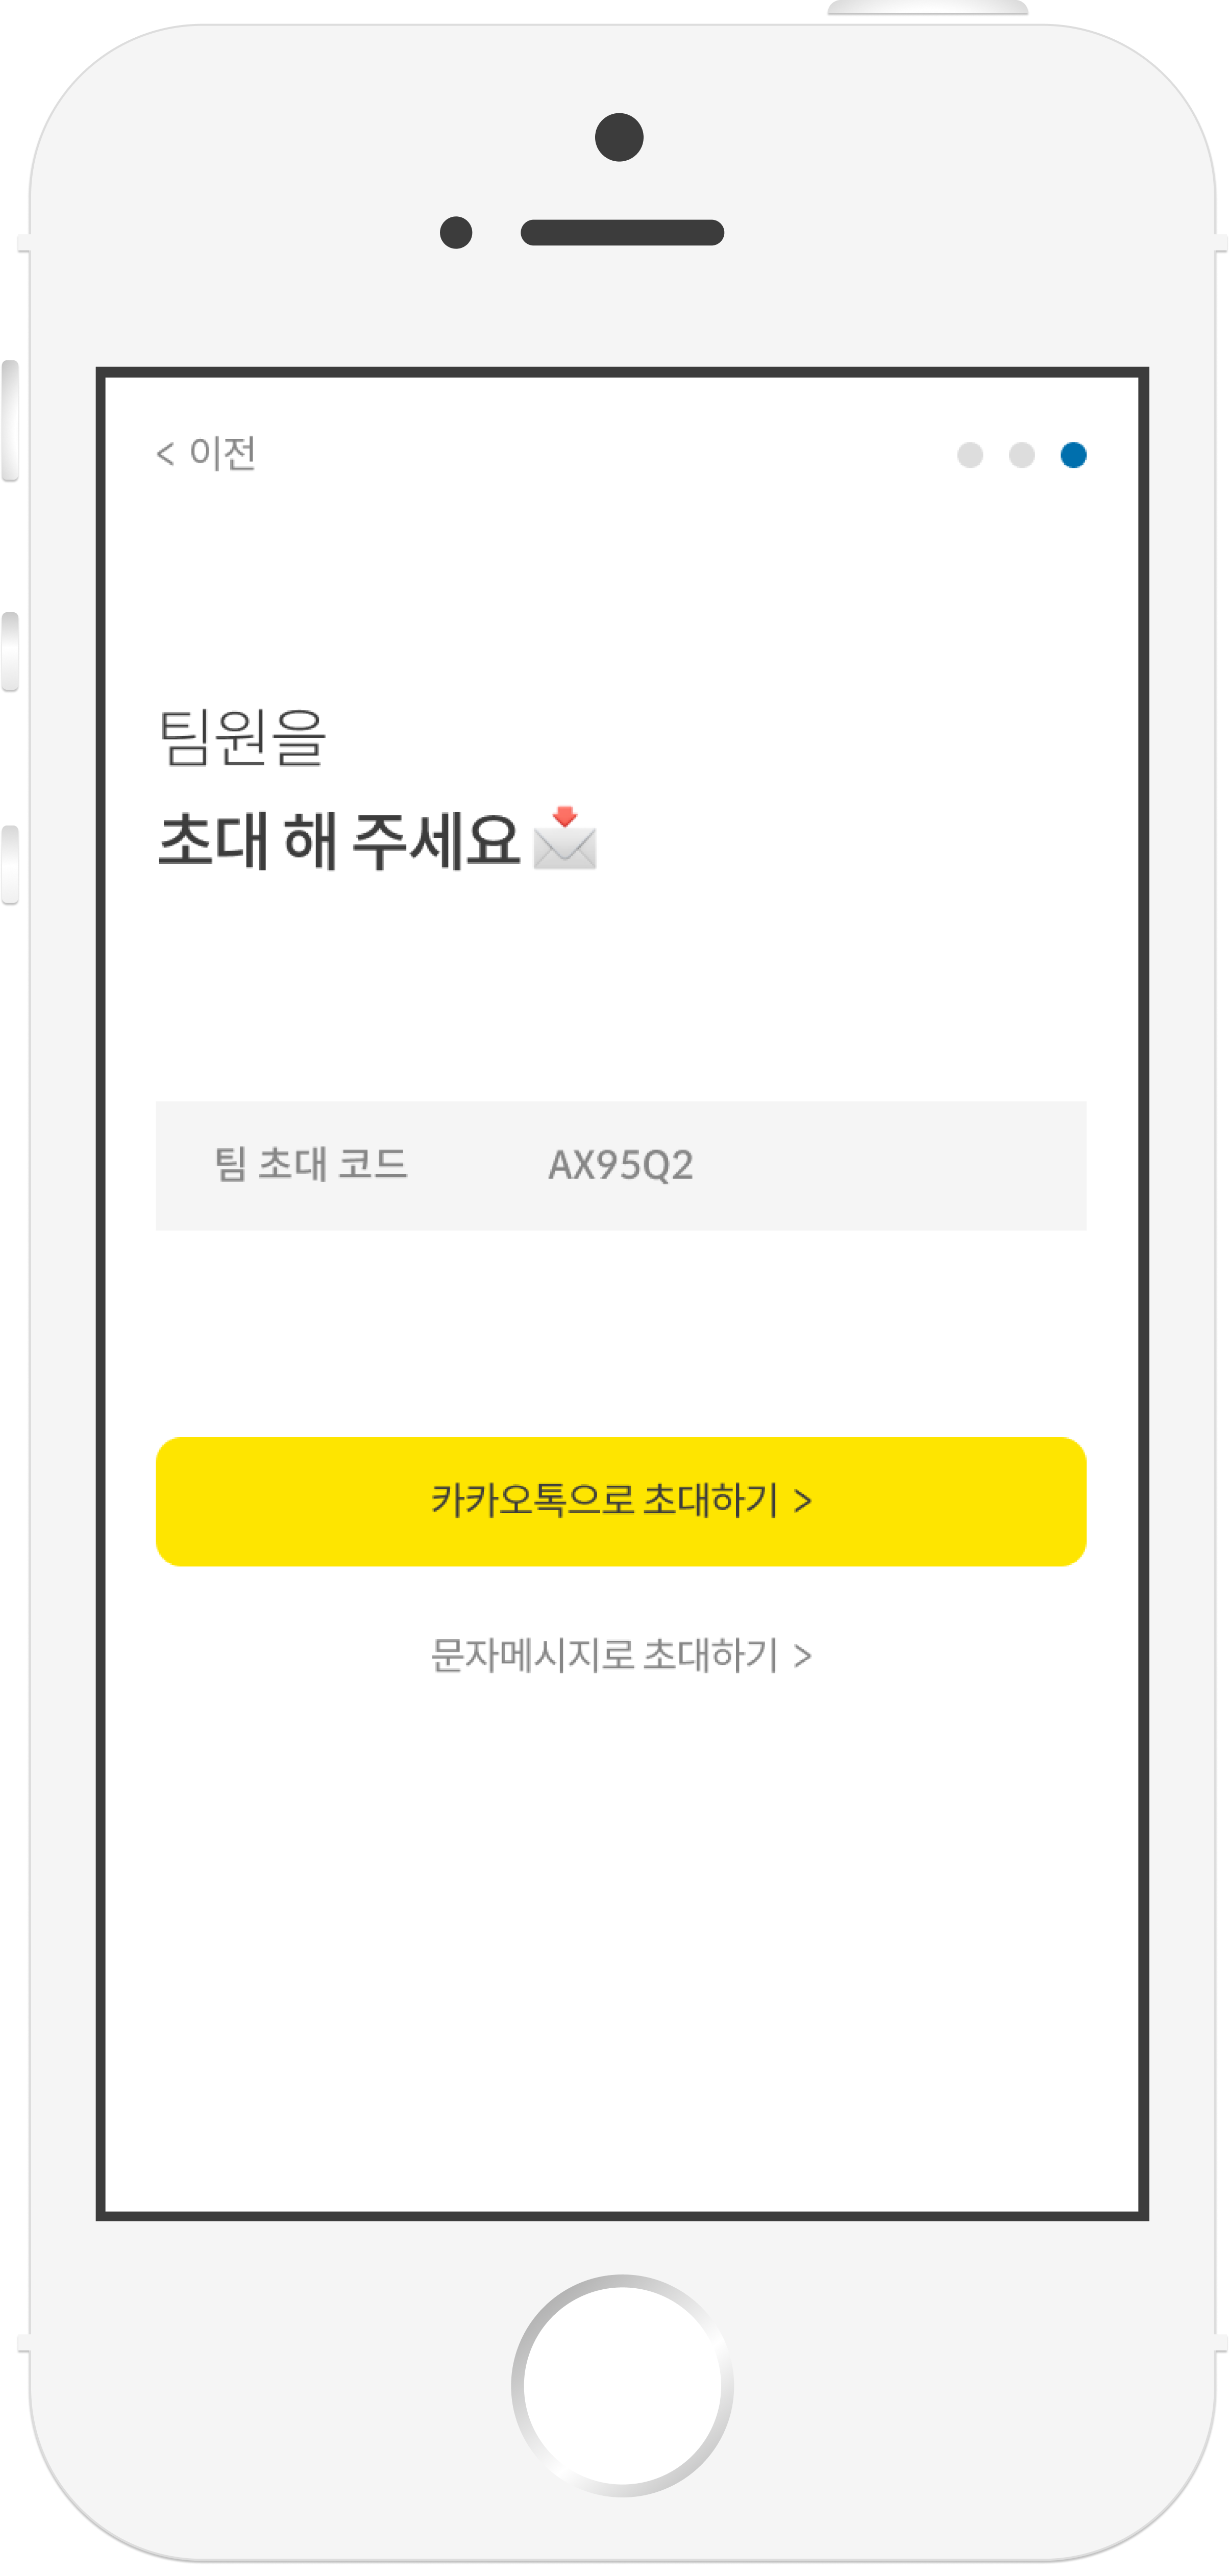 < 이전
팀원을
초대 해 주세요 📩
팀 초대 코드 AX95Q2
카카오톡으로 초대하기 >
문자메시지로 초대하기 >